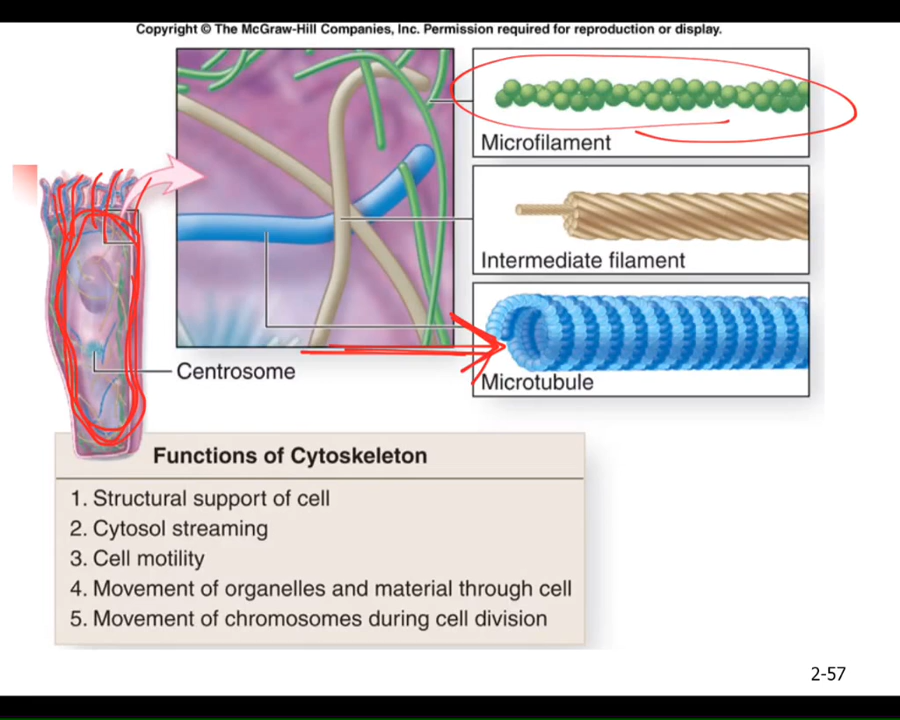 Copyright © The McGraw-Hill Companies, Inc. Permission required for reproduction or display.
Microfilament
Intermediate filament
Microtubule
Centrosome
Functions of Cytoskeleton
1. Structural support of cell
2. Cytosol streaming
3. Cell motility
4. Movement of organelles and material through cell
5. Movement of chromosomes during cell division
2-57